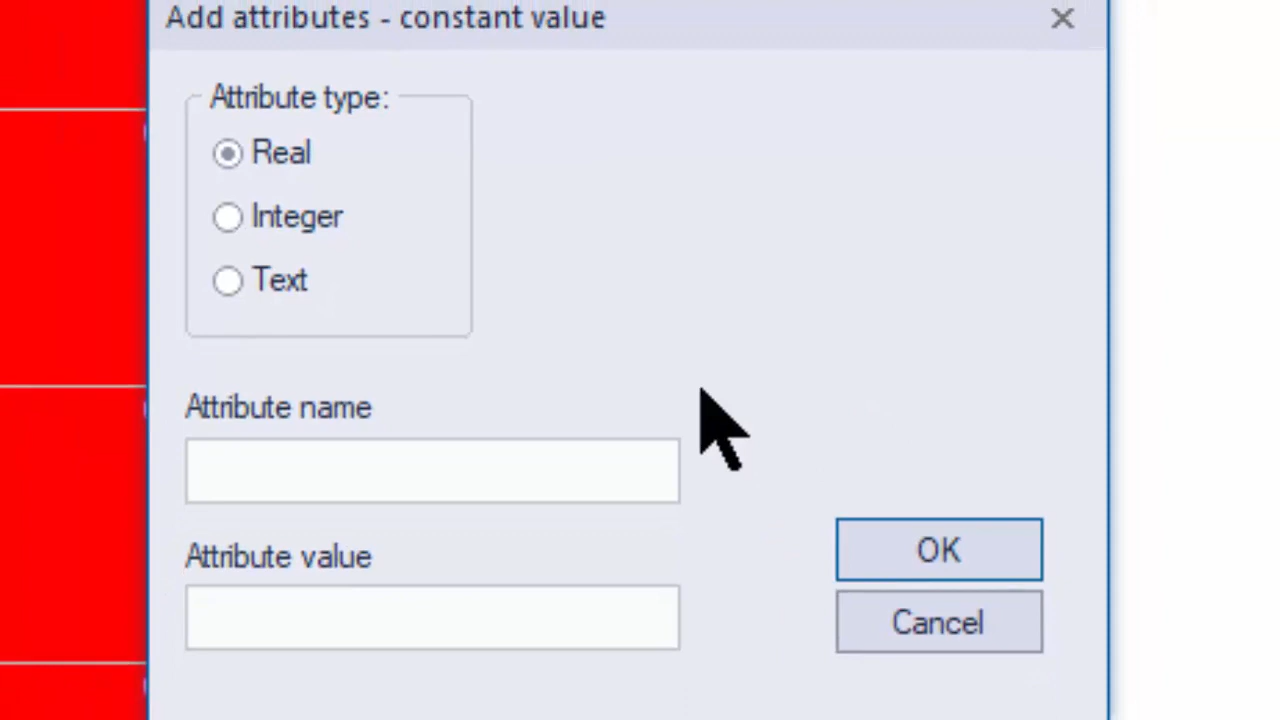 Add attributes - constant value
Attribute type:
Real
Integer
Text
Attribute name
Attribute value
OK
Cancel